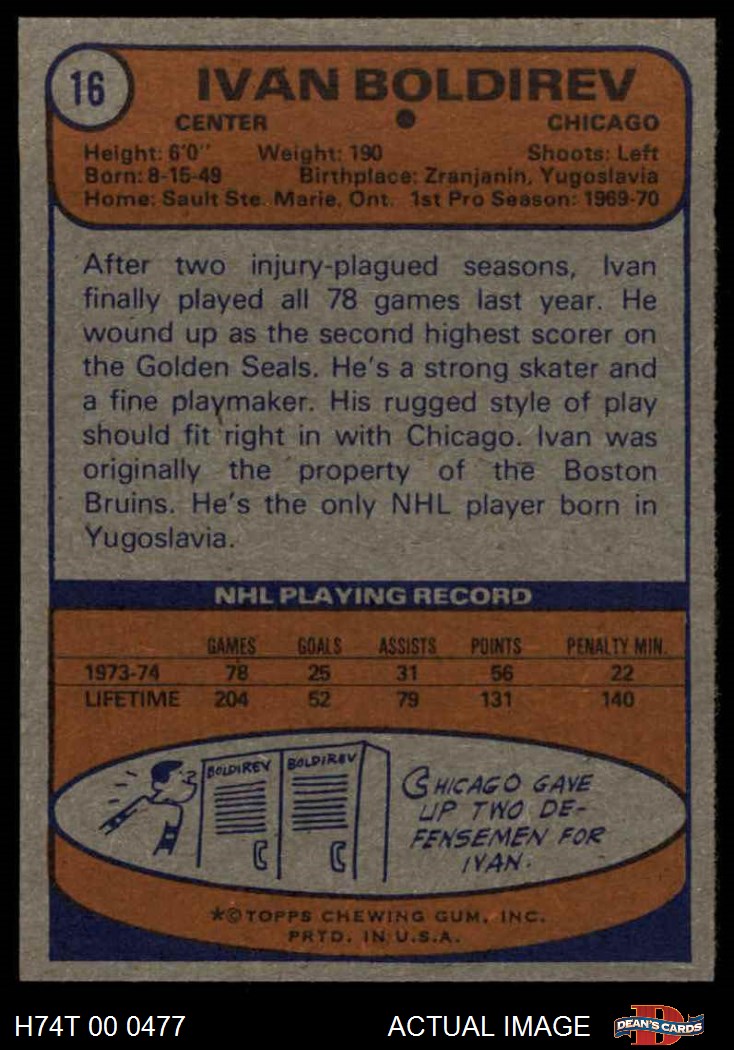 16
IVAN BOLDIREV
CENTER CHICAGO
Height: 6'0" Weight: 190 Shoots: Left
Born: 8-15-49 Birthplace: Zranjanin, Yugoslavia
Home: Sault Ste. Marie, Ont. 1st Pro Season: 1969-70
After two injury-plagued seasons, Ivan
finally played all 78 games last year. He
wound up as the second highest scorer on
the Golden Seals. He's a strong skater and
a fine playmaker. His rugged style of play
should fit right in with Chicago. Ivan was
originally the property of the Boston
Bruins. He's the only NHL player born in
Yugoslavia.
NHL PLAYING RECORD
GAMES GOALS ASSISTS POINTS PENALTY MIN.
1973-74 78 25 31 56 22
LIFETIME 204 52 79 131 140
BOLDIREV BOLDIREV
CHICAGO GAVE
UP TWO DE-
FENSEMEN FOR
IVAN.
*©TOPPS CHEWING GUM, INC.
PRTD. IN U.S.A.
H74T 00 0477 ACTUAL IMAGE D DEAN'S CARDS